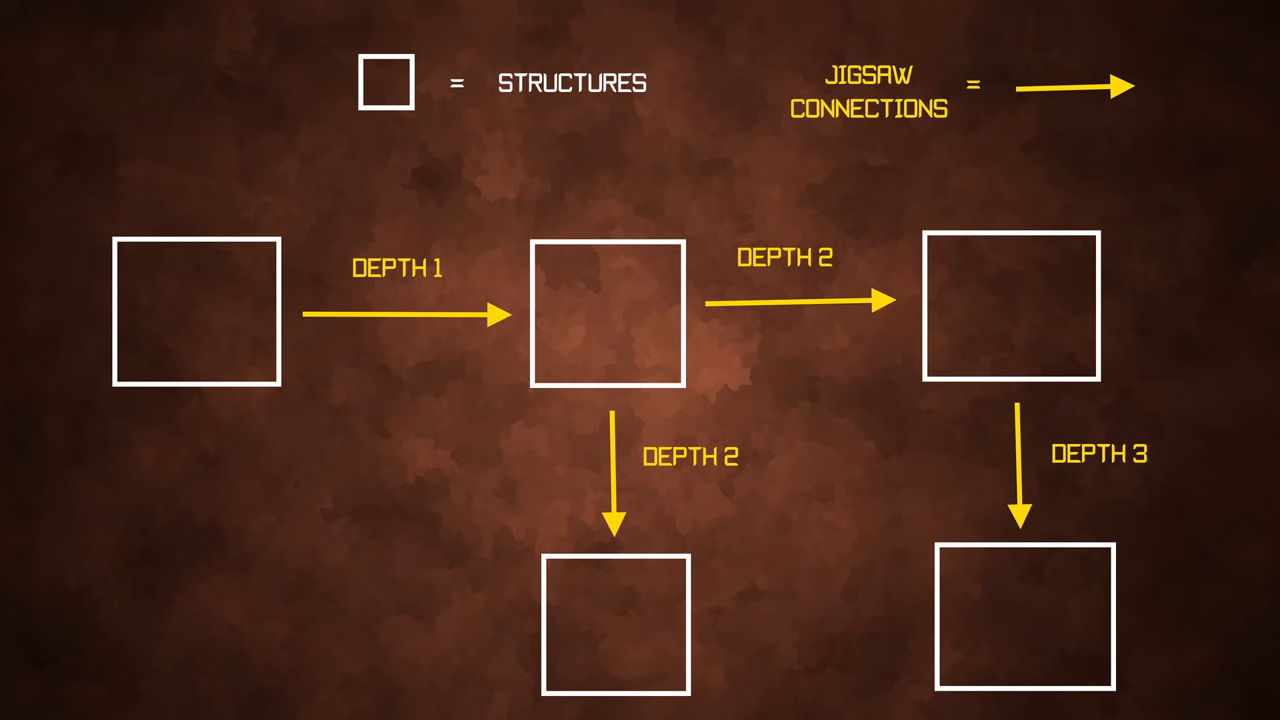 = STRUCTURES
JIGSAW
CONNECTIONS =
DEPTH 1
DEPTH 2
DEPTH 2
DEPTH 3